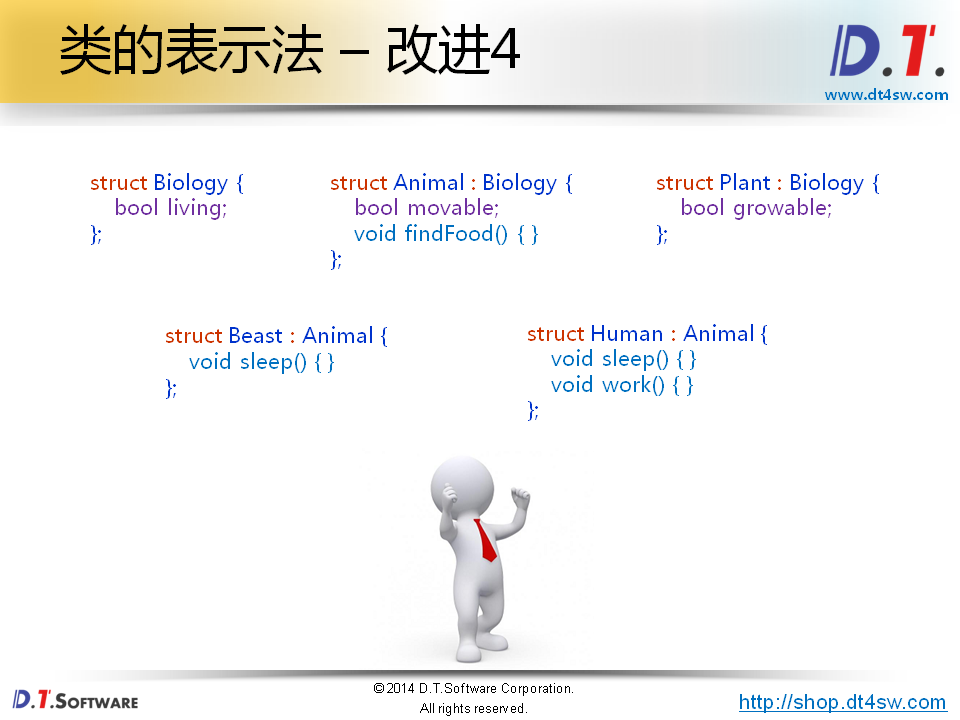 类的表示法 – 改进4
D.T.
www.dt4sw.com
struct Biology {
bool living;
};
struct Animal : Biology {
bool movable;
void findFood() { }
};
struct Plant : Biology {
bool growable;
};
struct Beast : Animal {
void sleep() { }
};
struct Human : Animal {
void sleep() { }
void work() { }
};
D.T. SOFTWARE
©2014 D.T.Software Corporation.
All rights reserved.
http://shop.dt4sw.com